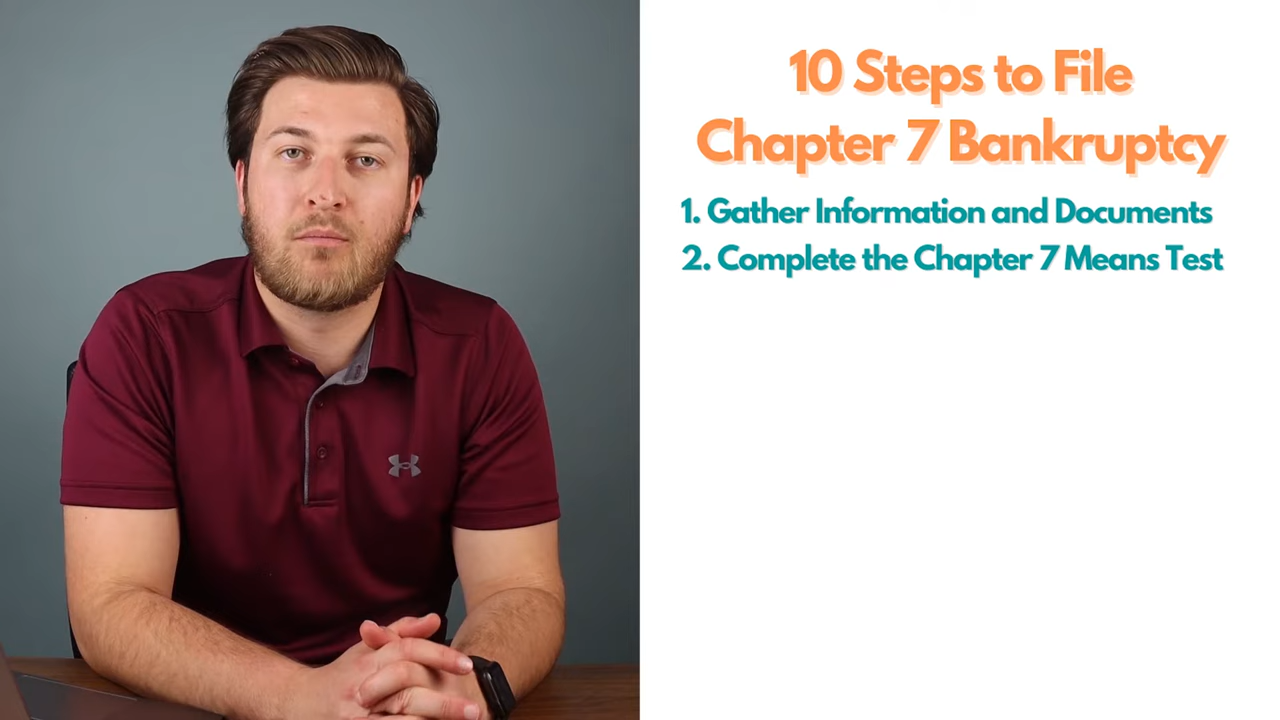 10 Steps to File
Chapter 7 Bankruptcy
1. Gather Information and Documents
2. Complete the Chapter 7 Means Test